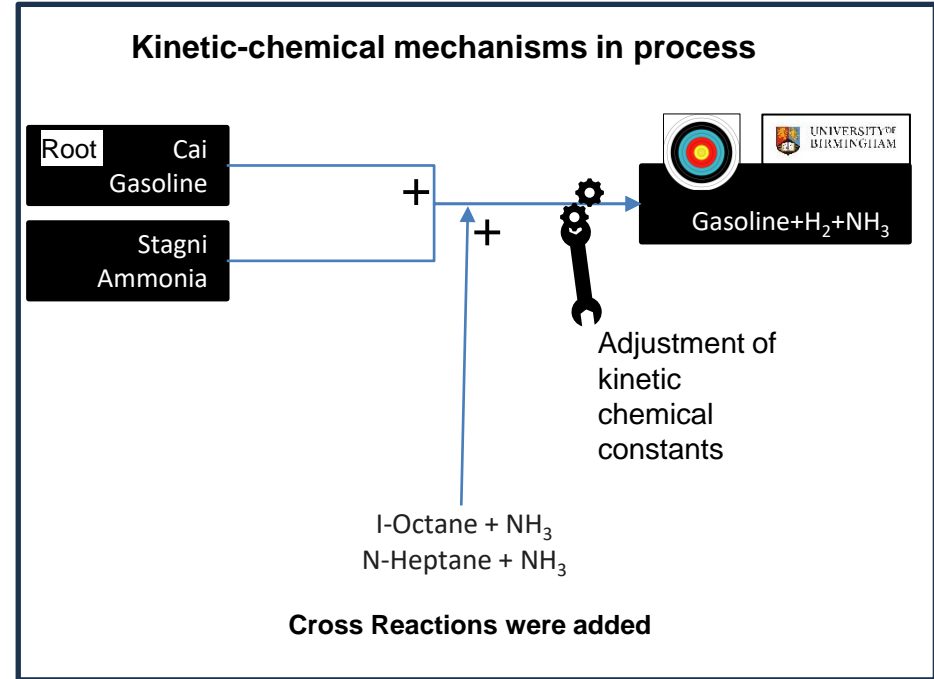 Kinetic-chemical mechanisms in process
Root Cai
Gasoline
Stagni
Ammonia
+
+
UNIVERSITY OF
BIRMINGHAM
Gasoline+H₂+NH₃
Adjustment of
kinetic
chemical
constants
I-Octane + NH₃
N-Heptane + NH₃
Cross Reactions were added